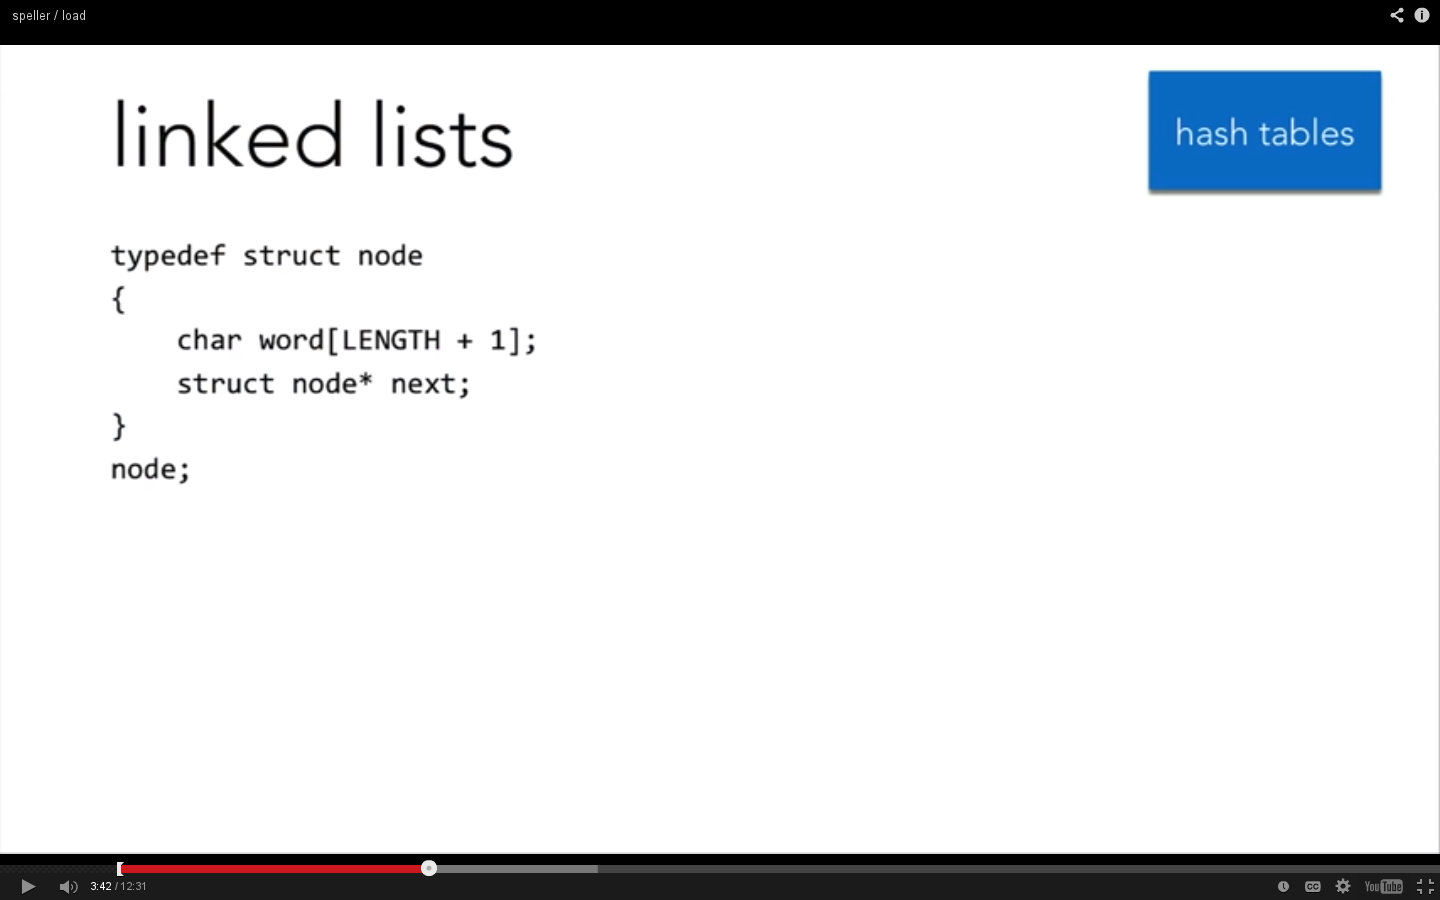 speller / load
linked lists
hash tables
typedef struct node
{
    char word[LENGTH + 1];
    struct node* next;
}
node;
3:42 / 12:31
CC
YouTube